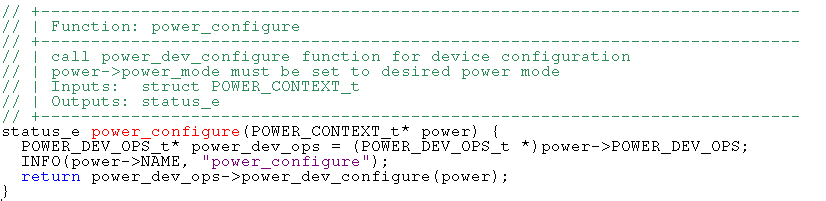 // +---------------------------------------------------------------------------
// | Function: power_configure
// +---------------------------------------------------------------------------
// | call power_dev_configure function for device configuration
// | power->power_mode must be set to desired power mode
// | Inputs:  struct POWER_CONTEXT_t
// | Outputs: status_e
// +---------------------------------------------------------------------------
status_e power_configure(POWER_CONTEXT_t* power) {
  POWER_DEV_OPS_t* power_dev_ops = (POWER_DEV_OPS_t *)power->POWER_DEV_OPS;
  INFO(power->NAME, "power_configure");
  return power_dev_ops->power_dev_configure(power);
}